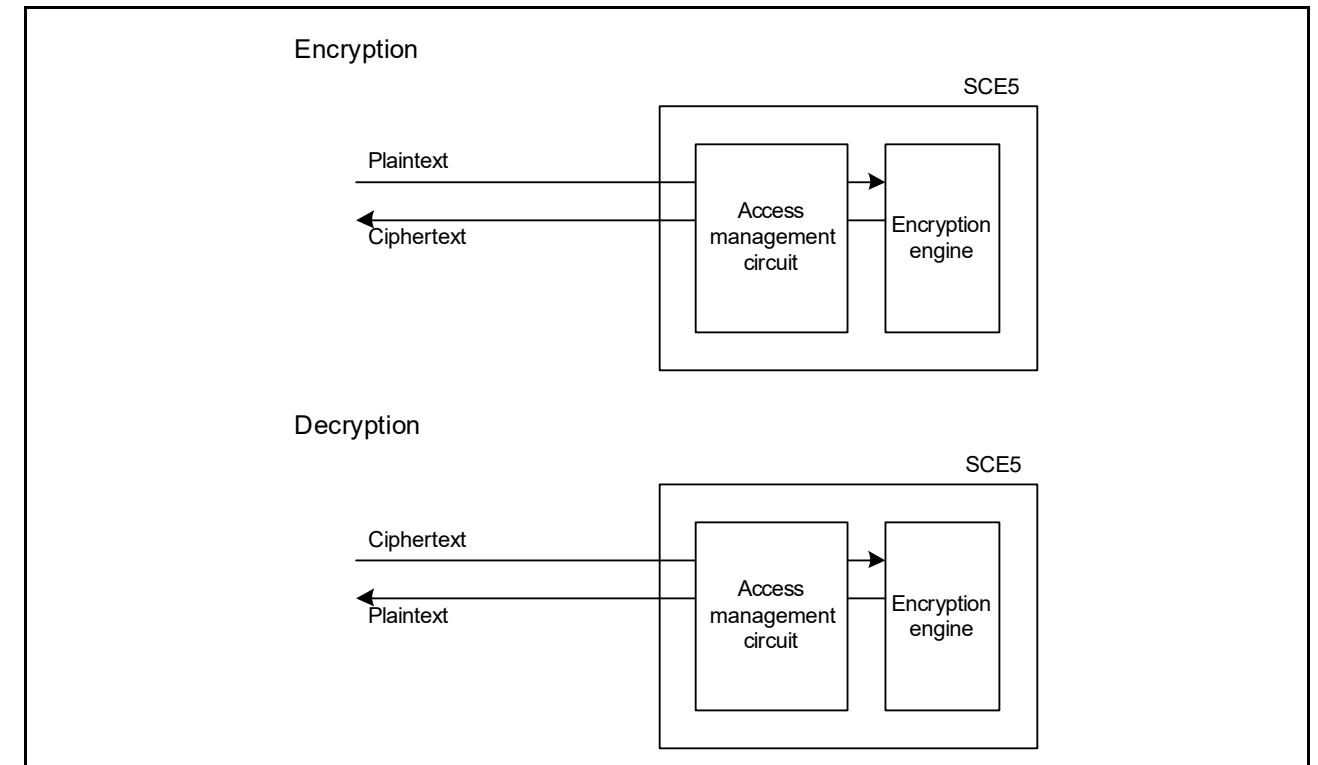 Encryption
SCE5
Plaintext
Ciphertext
Access
management
circuit
Encryption
engine
Decryption
SCE5
Ciphertext
Plaintext
Access
management
circuit
Encryption
engine